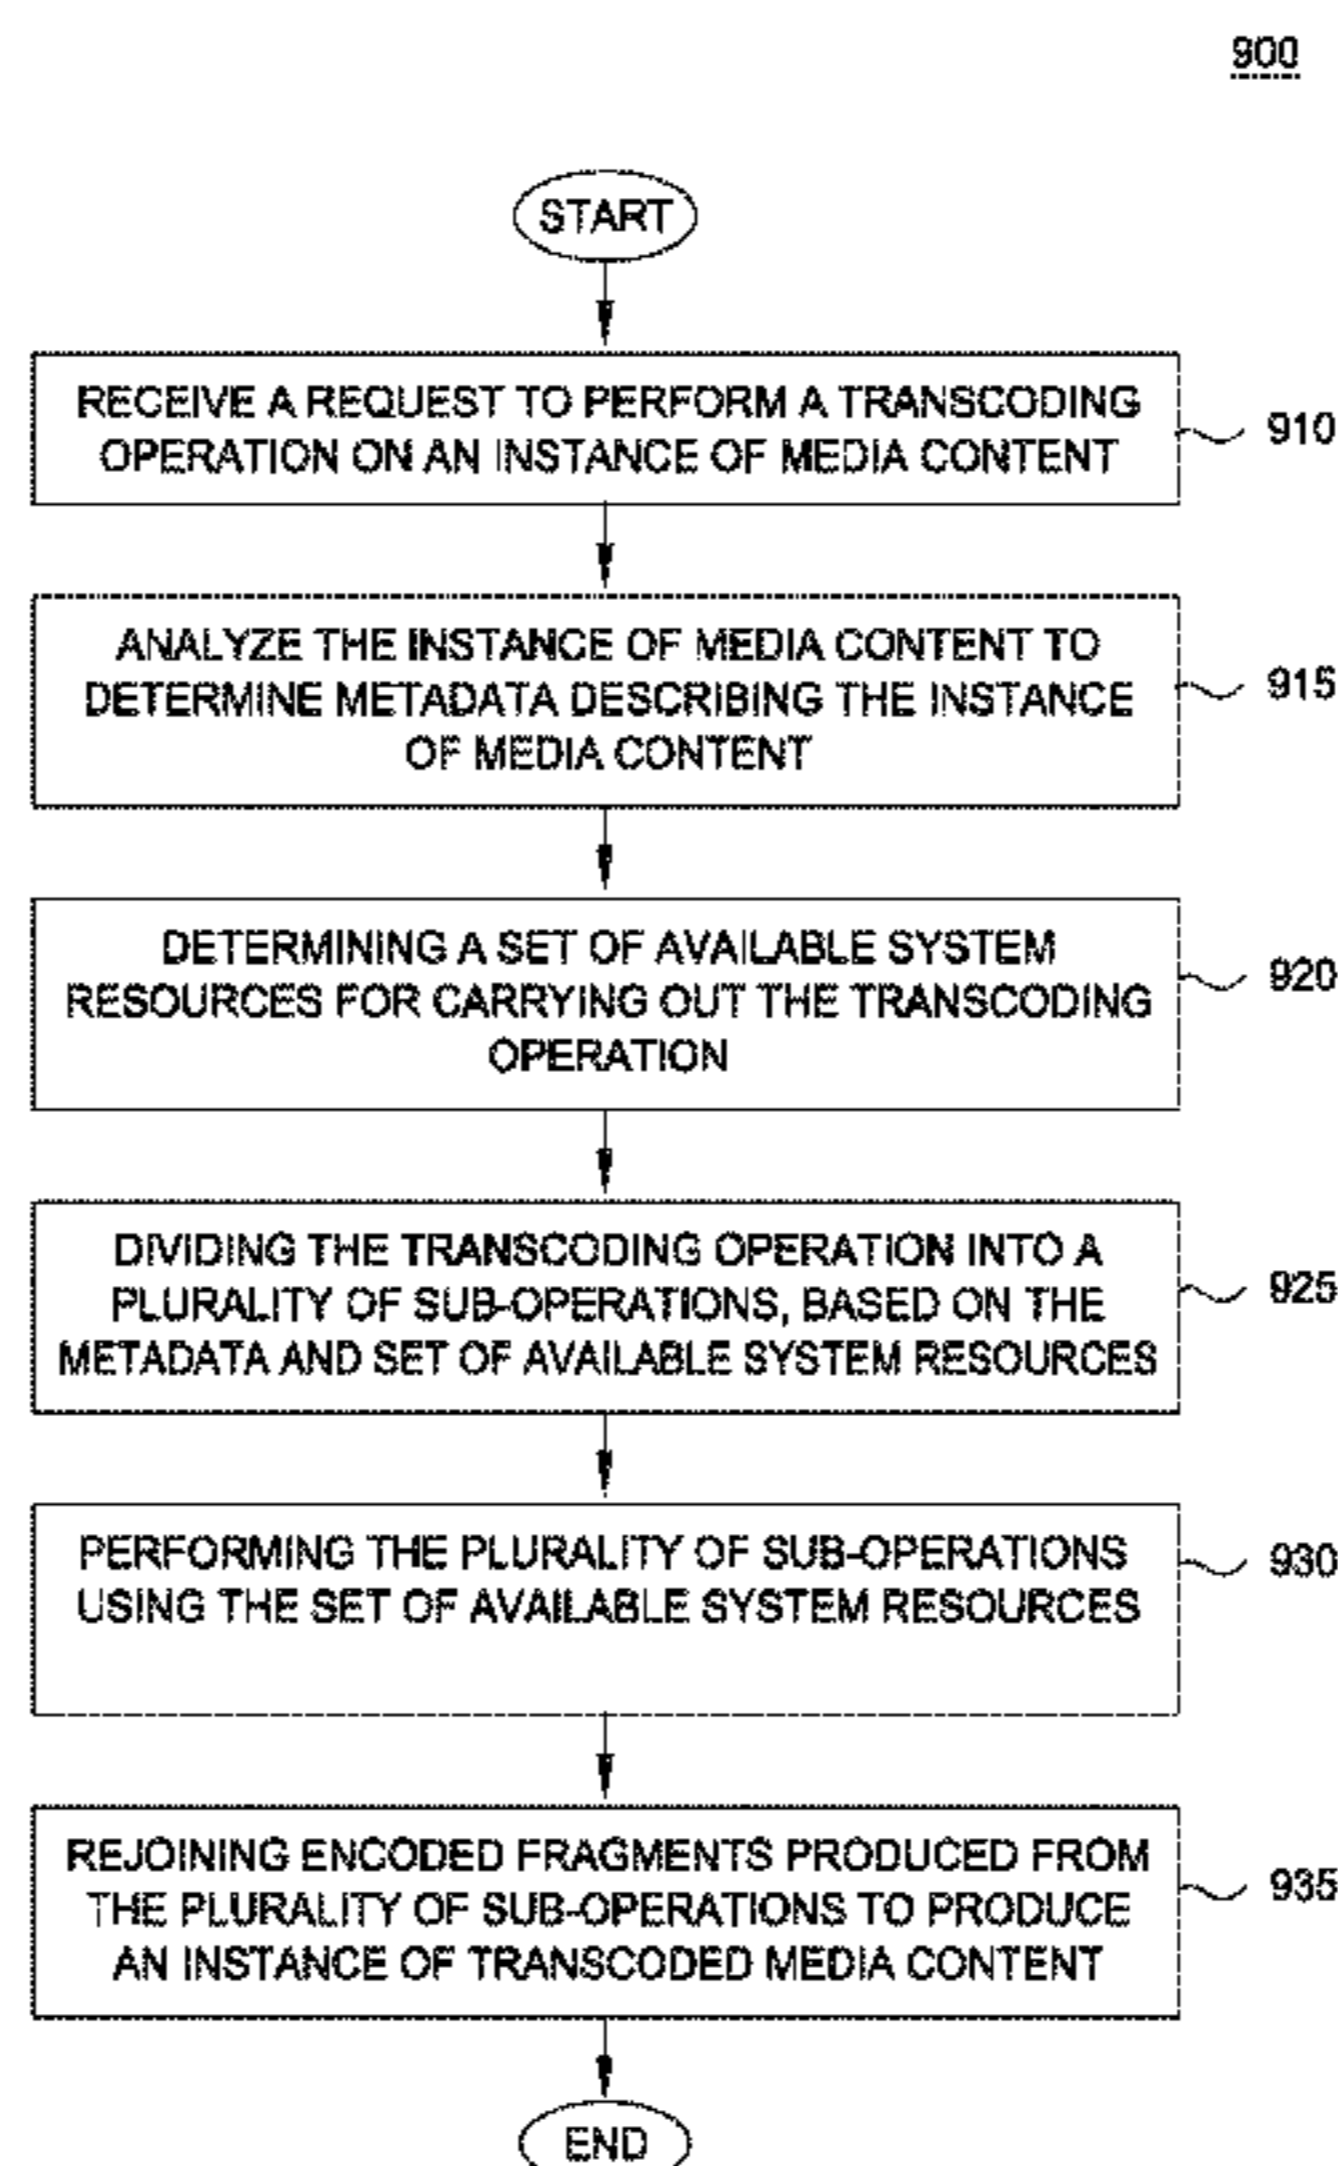 900
START
RECEIVE A REQUEST TO PERFORM A TRANSCODING
OPERATION ON AN INSTANCE OF MEDIA CONTENT
910
ANALYZE THE INSTANCE OF MEDIA CONTENT TO
DETERMINE METADATA DESCRIBING THE INSTANCE
OF MEDIA CONTENT
915
DETERMINING A SET OF AVAILABLE SYSTEM
RESOURCES FOR CARRYING OUT THE TRANSCODING
OPERATION
920
DIVIDING THE TRANSCODING OPERATION INTO A
PLURALITY OF SUB-OPERATIONS, BASED ON THE
METADATA AND SET OF AVAILABLE SYSTEM RESOURCES
925
PERFORMING THE PLURALITY OF SUB-OPERATIONS
USING THE SET OF AVAILABLE SYSTEM RESOURCES
930
REJOINING ENCODED FRAGMENTS PRODUCED FROM
THE PLURALITY OF SUB-OPERATIONS TO PRODUCE
AN INSTANCE OF TRANSCODED MEDIA CONTENT
935
END